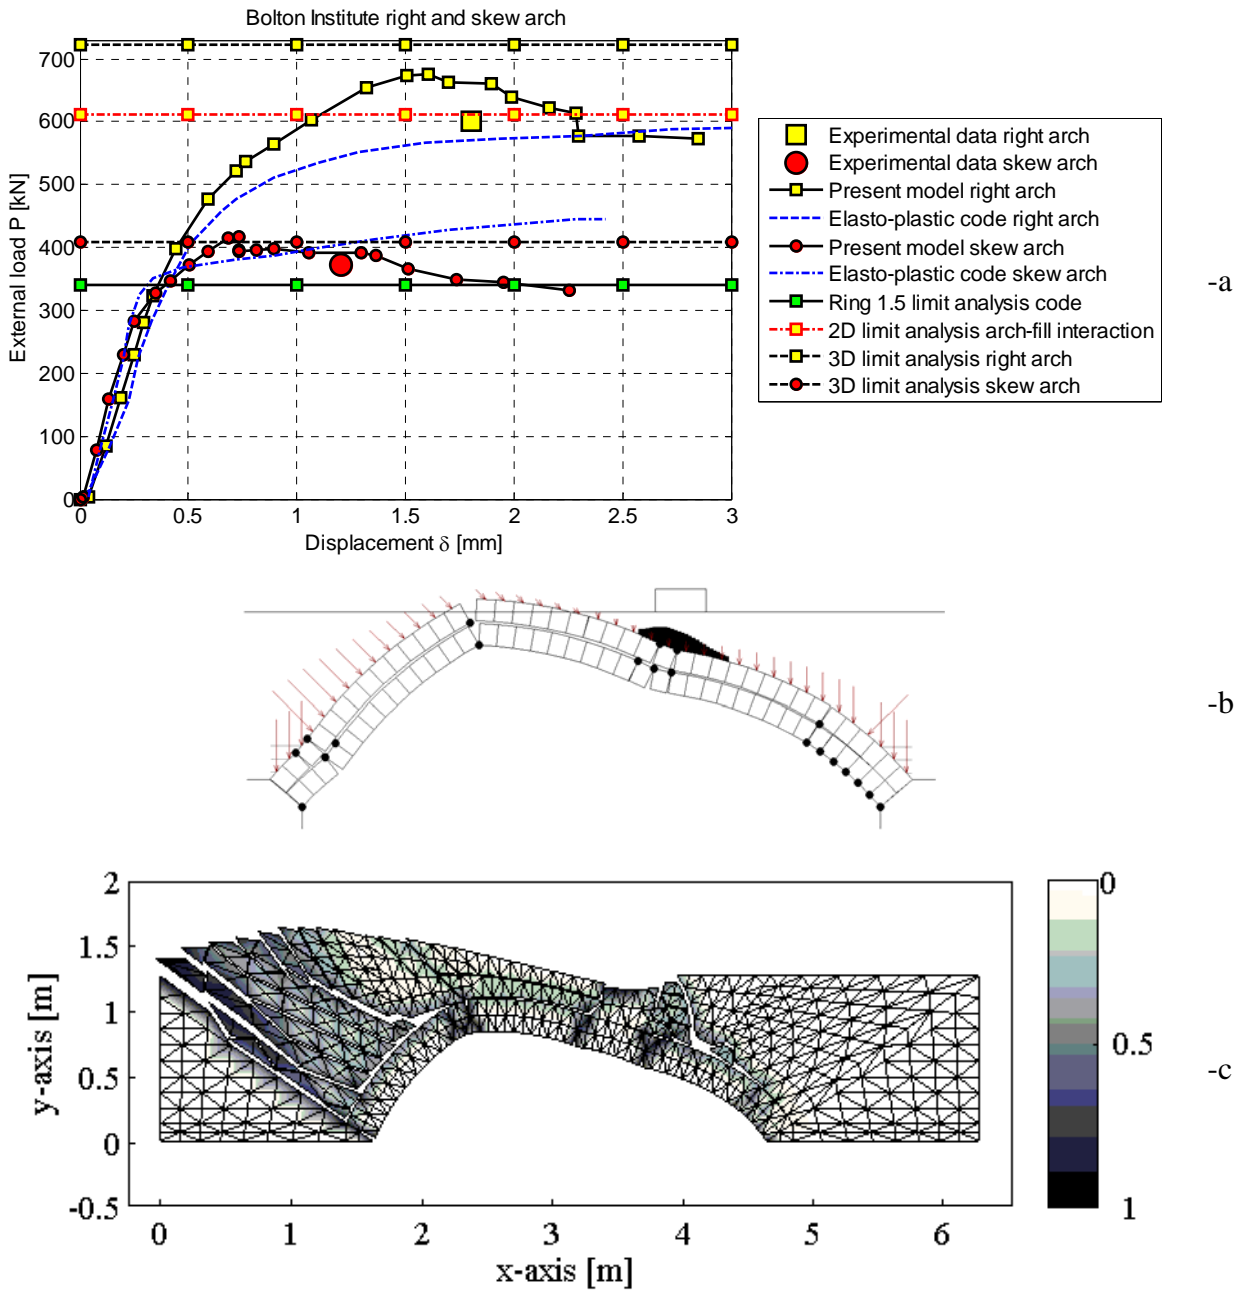 Bolton Institute right and skew arch
700
600
500
400
300
200
100
0
External load P [kN]
0 0.5 1 1.5 2 2.5 3
Displacement δ [mm]
Experimental data right arch
Experimental data skew arch
Present model right arch
Elasto-plastic code right arch
Present model skew arch
Elasto-plastic code skew arch
Ring 1.5 limit analysis code
2D limit analysis arch-fill interaction
3D limit analysis right arch
3D limit analysis skew arch
-a
-b
2
1.5
1
0.5
0
-0.5
y-axis [m]
0 1 2 3 4 5 6
x-axis [m]
0
0.5
1
-c